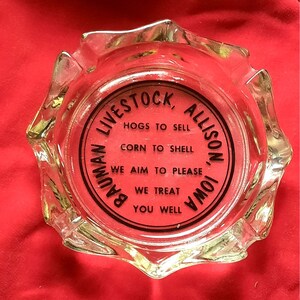 BAUMAN LIVESTOCK, ALLISON, IOWA
HOGS TO SELL
CORN TO SHELL
WE AIM TO PLEASE
WE TREAT
YOU WELL